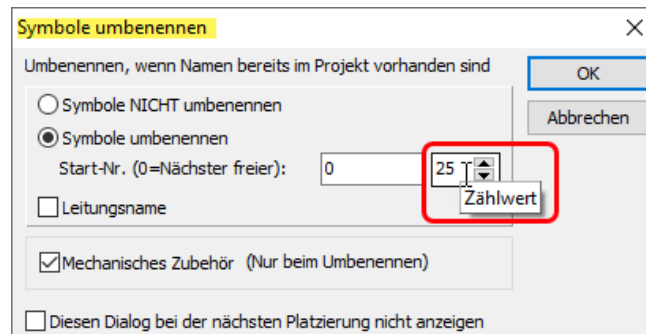 Symbole umbenennen
Umbenennen, wenn Namen bereits im Projekt vorhanden sind
OK
Symbole NICHT umbenennen
Abbrechen
Symbole umbenennen
Start-Nr. (0=Nächster freier): 0 25
Zählwert
Leitungsname
Mechanisches Zubehör (Nur beim Umbenennen)
Diesen Dialog bei der nächsten Platzierung nicht anzeigen